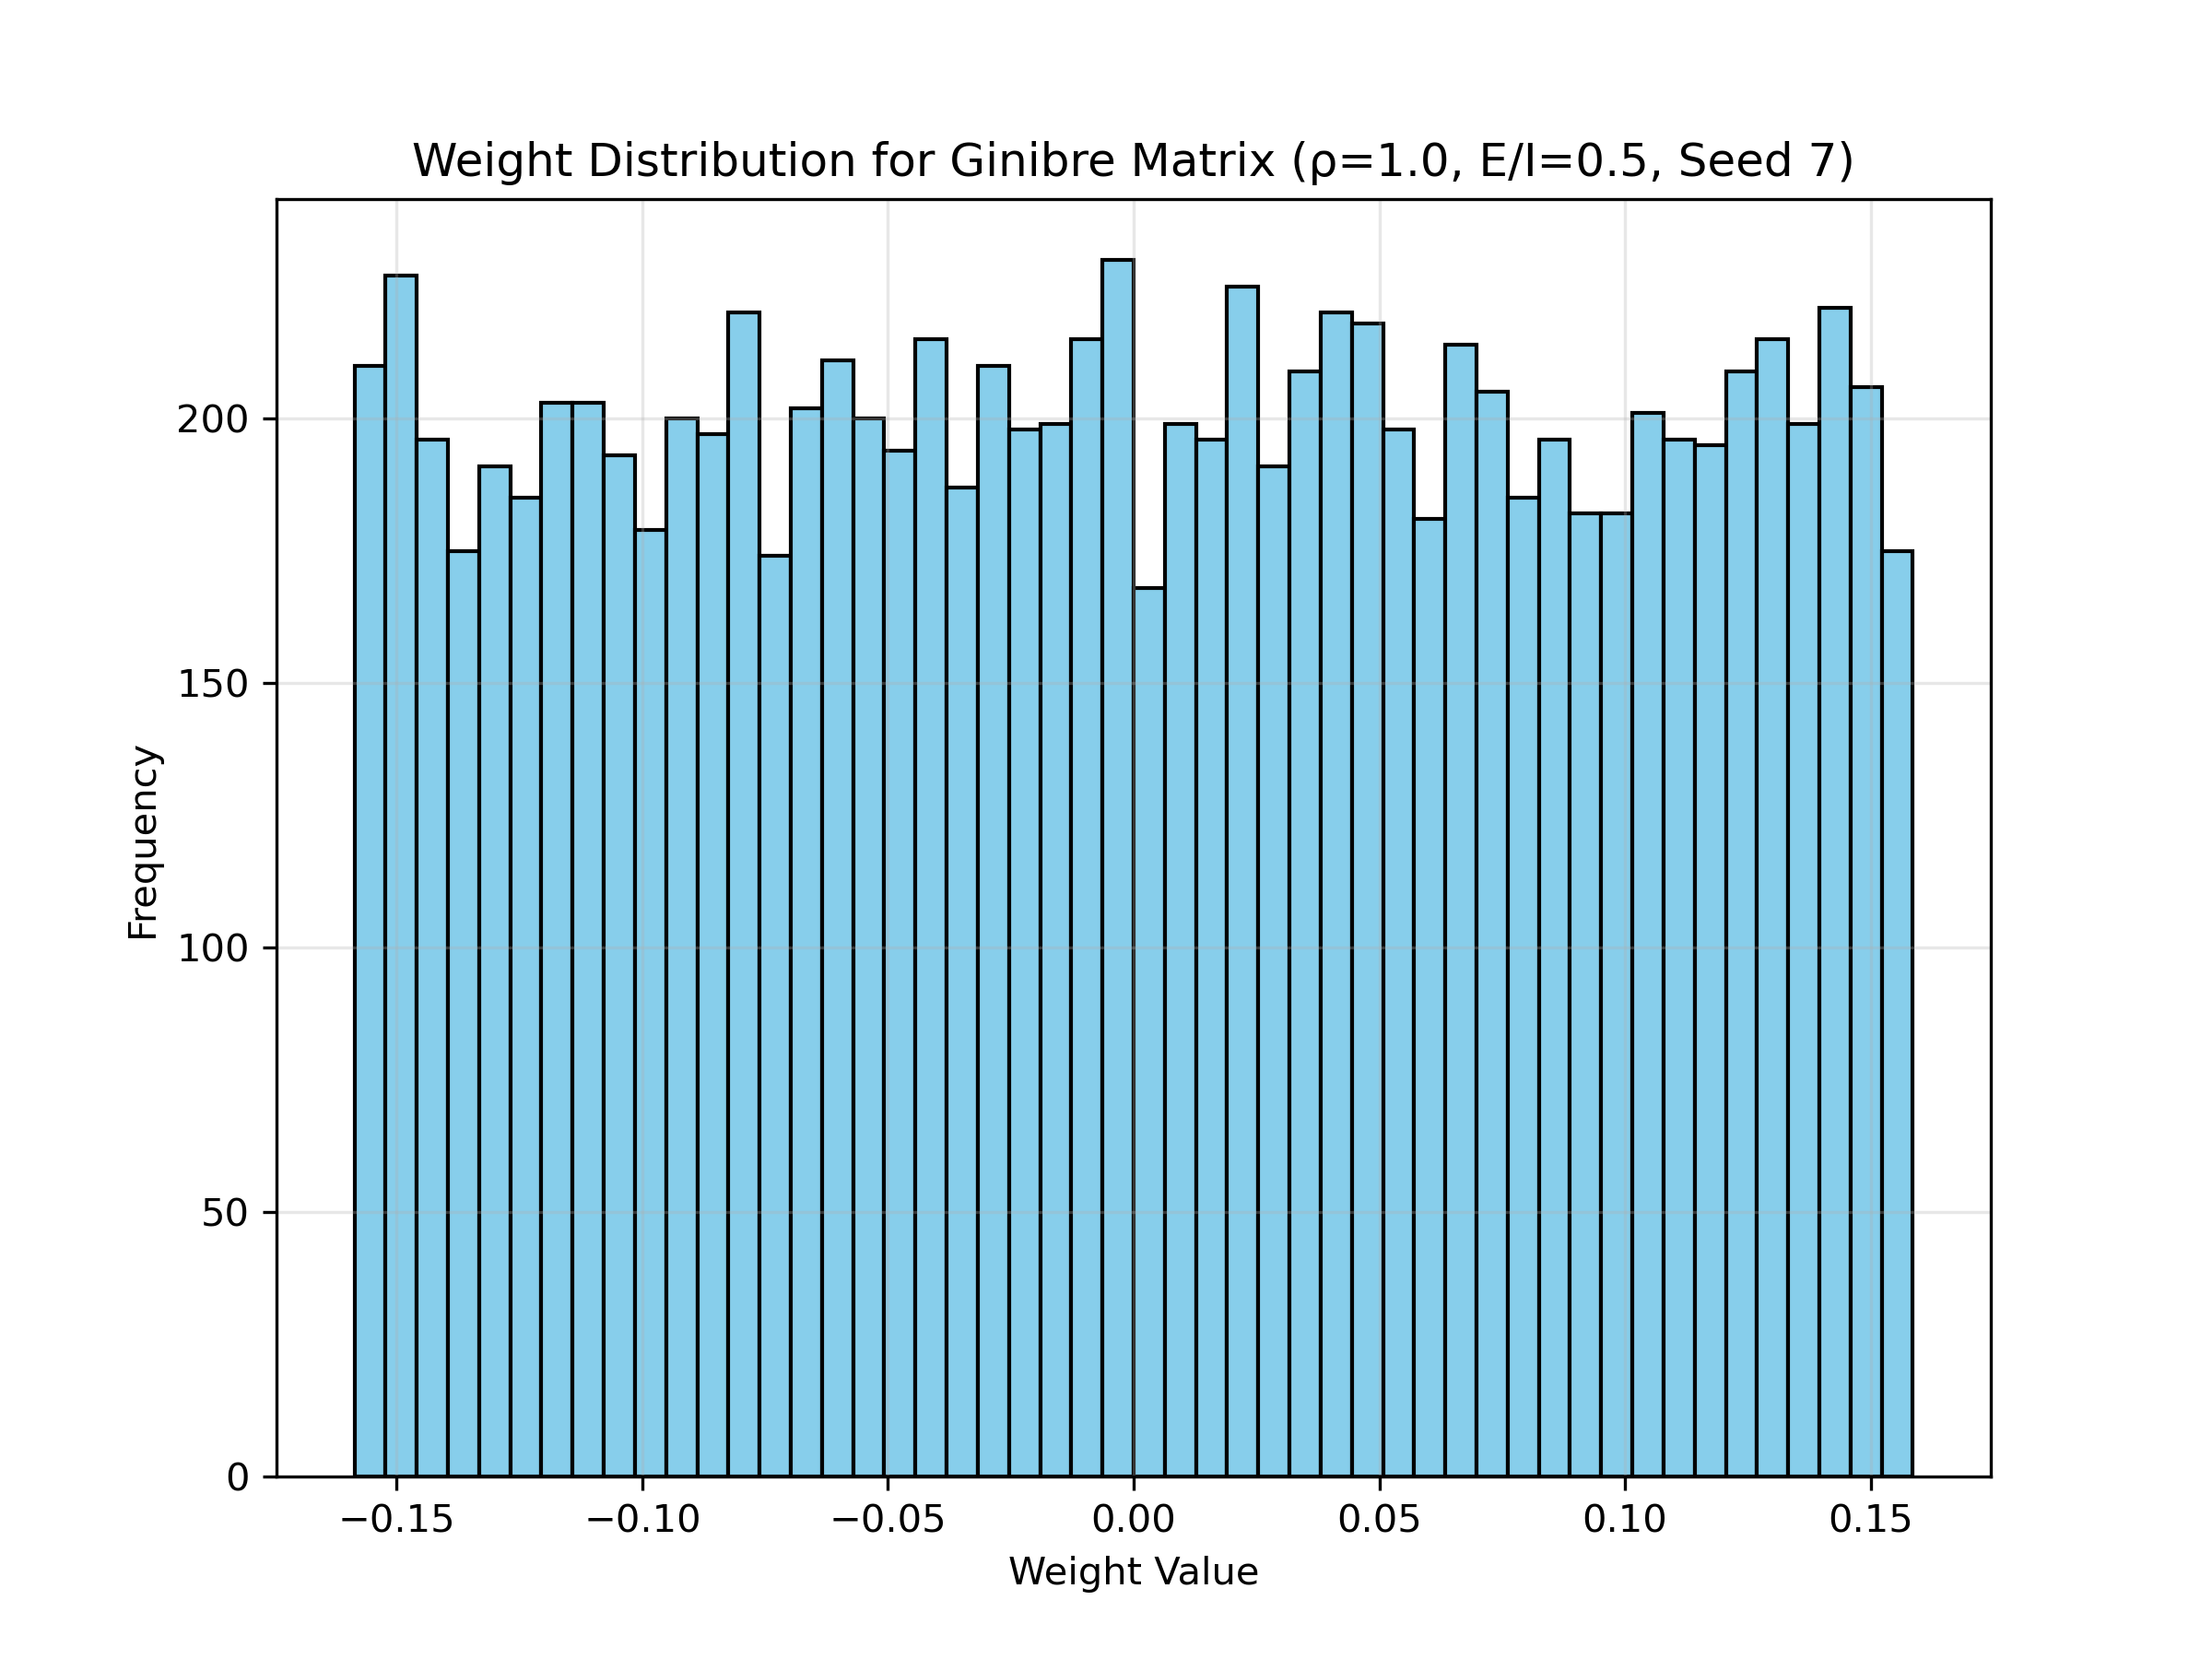 Weight Distribution for Ginibre Matrix (ρ=1.0, E/I=0.5, Seed 7)
Frequency
200
150
100
50
0
−0.15 −0.10 −0.05 0.00 0.05 0.10 0.15
Weight Value